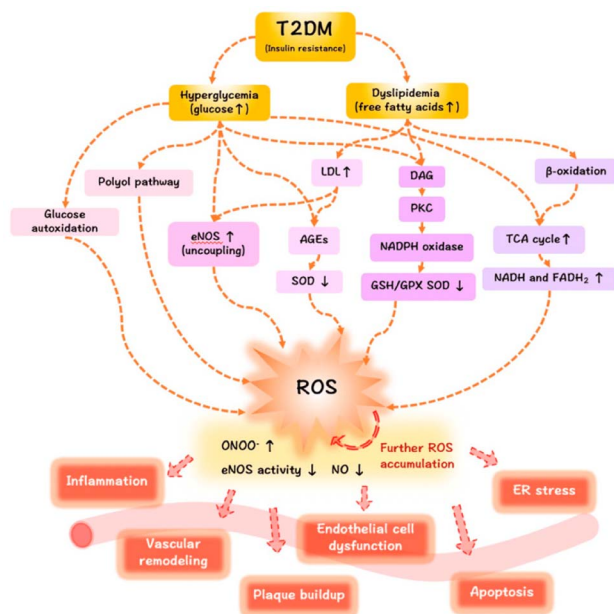 T2DM
(Insulin resistance)
Hyperglycemia
(glucose↑)
Dyslipidemia
(free fatty acids↑)
Polyol pathway
LDL↑
DAG
β-oxidation
Glucose
autoxidation
eNOS ↑
(uncoupling)
AGEs
PKC
NADPH oxidase
TCA cycle↑
SOD ↓
GSH/GPX SOD ↓
NADH and FADH₂ ↑
ROS
ONOO⁻ ↑
eNOS activity ↓ NO ↓
Further ROS
accumulation
Inflammation
ER stress
Vascular
remodeling
Endothelial cell
dysfunction
Plaque buildup
Apoptosis